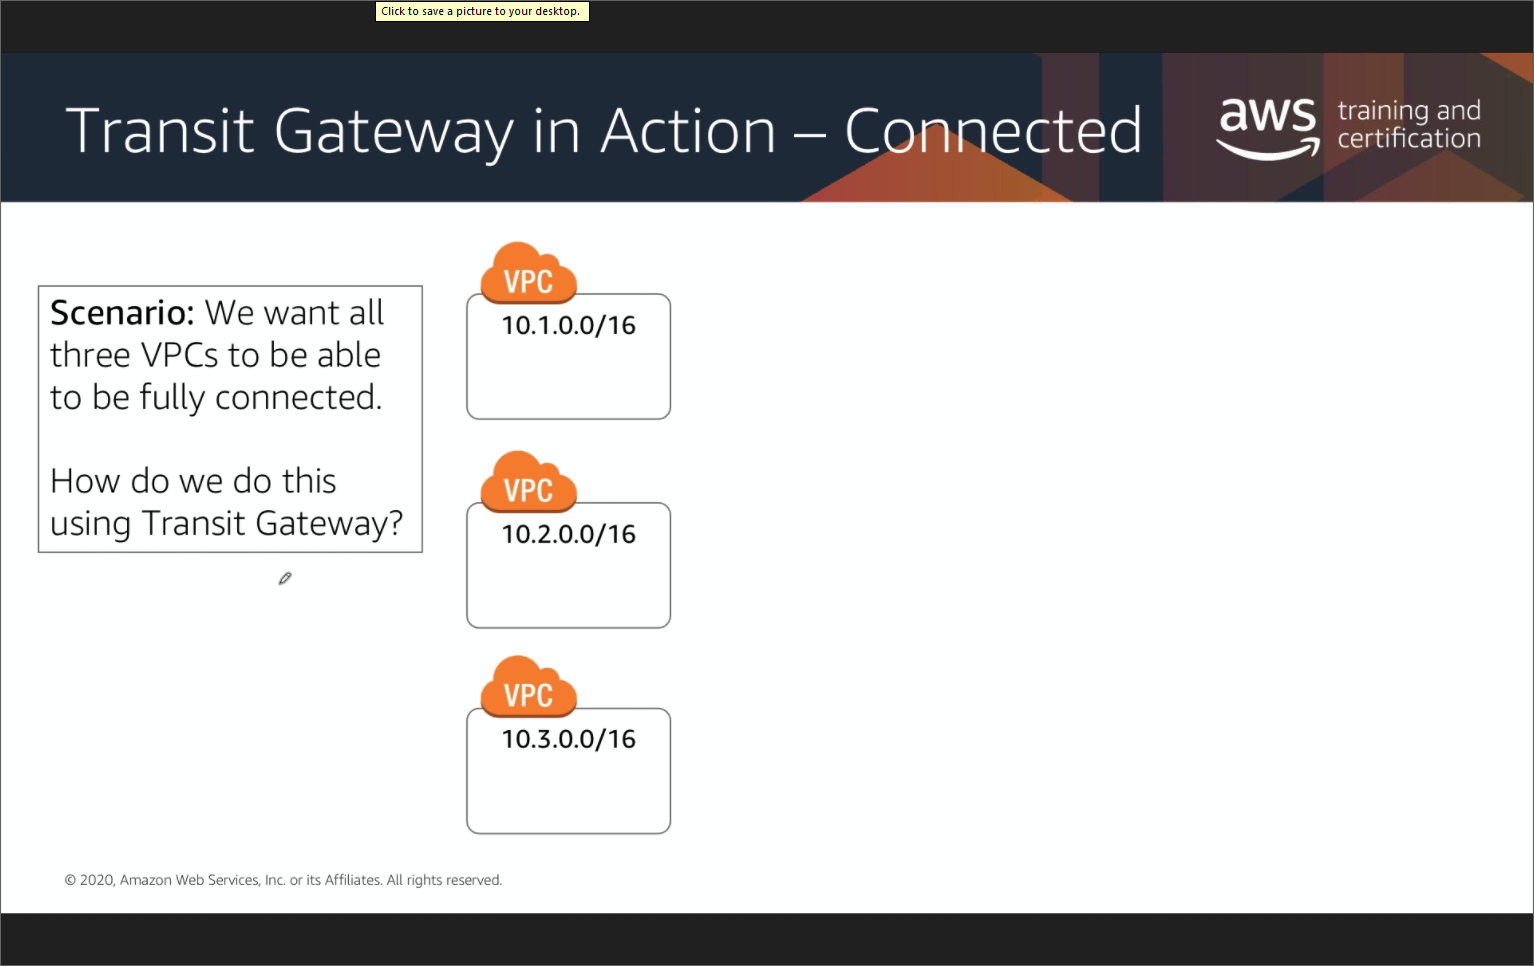 Click to save a picture to your desktop.
Transit Gateway in Action – Connected
aws
training and
certification
Scenario: We want all
three VPCs to be able
to be fully connected.
How do we do this
using Transit Gateway?
VPC
10.1.0.0/16
VPC
10.2.0.0/16
VPC
10.3.0.0/16
© 2020, Amazon Web Services, Inc. or its Affiliates. All rights reserved.